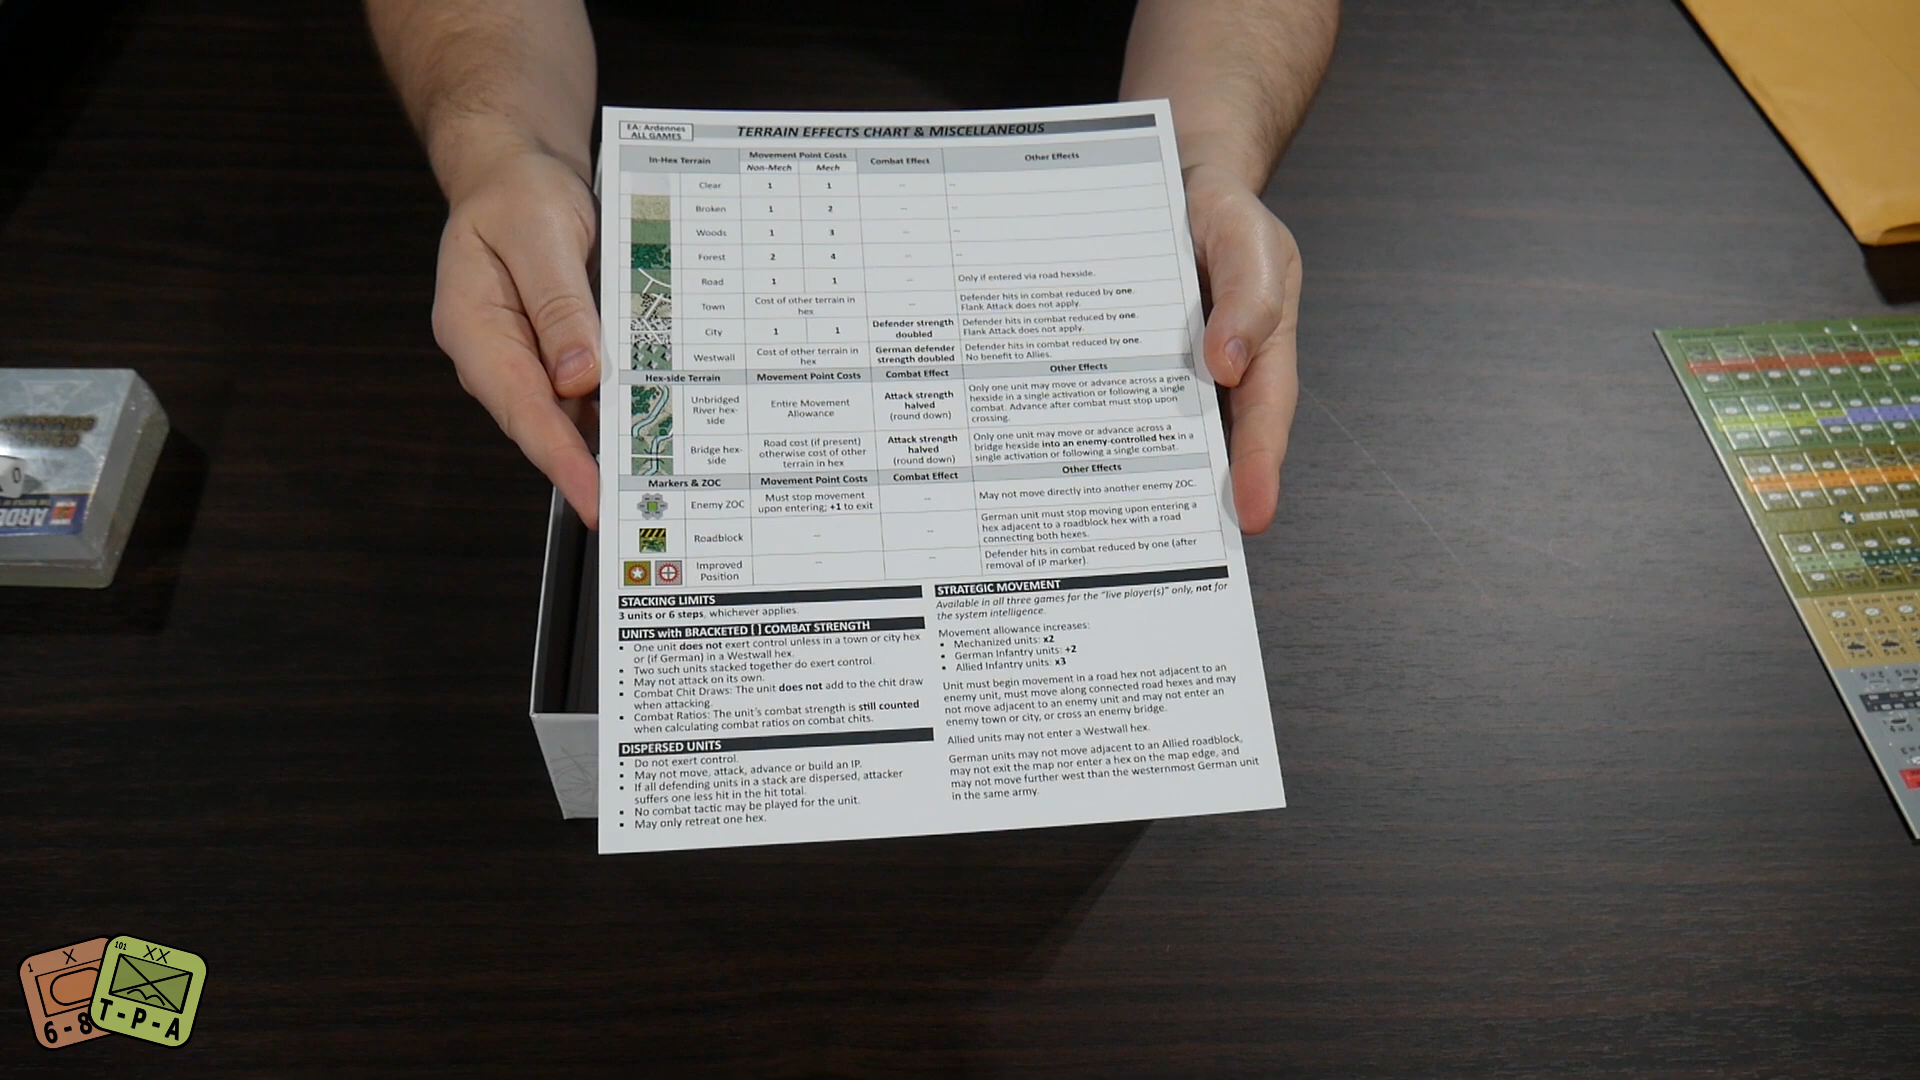 EA: Ardennes
ALL GAMES
TERRAIN EFFECTS CHART & MISCELLANEOUS
In-Hex Terrain
Movement Point Costs
Combat Effect
Other Effects
Non-Mech
Mech
Clear 1 1 -- --
Broken 1 2 -- --
Woods 1 3 -- --
Forest 2 4 -- --
Road 1 1 Only if entered via road hexside.
Town
Cost of other terrain in
hex
--
Defender hits in combat reduced by one.
Flank Attack does not apply.
City 1 1
Defender strength
doubled
Defender hits in combat reduced by one.
Flank Attack does not apply.
Westwall
Cost of other terrain in
hex
German defender
strength doubled
Defender hits in combat reduced by one.
No benefit to Allies.
Hex-side Terrain
Movement Point Costs
Combat Effect
Other Effects
Unbridged
River hex-
side
Entire Movement
Allowance
Attack strength
halved
(round down)
Only one unit may move or advance across a given
hexside in a single activation or following a single
combat. Advance after combat must stop upon
crossing.
Bridge hex-
side
Road cost (if present)
otherwise cost of other
terrain in hex
Attack strength
halved
(round down)
Only one unit may move or advance across a
bridge hexside into an enemy-controlled hex in a
single activation or following a single combat.
Markers & ZOC
Movement Point Costs
Combat Effect
Other Effects
Enemy ZOC
Must stop movement
upon entering; +1 to exit
--
May not move directly into another enemy ZOC.
Roadblock
--
--
German unit must stop moving upon entering a
hex adjacent to a roadblock hex with a road
connecting both hexes.
Improved
Position
--
--
Defender hits in combat reduced by one (after
removal of IP marker).
STACKING LIMITS
3 units or 6 steps, whichever applies.
UNITS with BRACKETED [ ] COMBAT STRENGTH
• One unit does not exert control unless in a town or city hex
or (if German) in a Westwall hex.
• Two such units stacked together do exert control.
• May not attack on its own.
• Combat Chit Draws: The unit does not add to the chit draw
when attacking.
• Combat Ratios: The unit's combat strength is still counted
when calculating combat ratios on combat chits.
DISPERSED UNITS
• Do not exert control.
• May not move, attack, advance or build an IP.
• If all defending units in a stack are dispersed, attacker
suffers one less hit in the hit total.
• No combat tactic may be played for the unit.
• May only retreat one hex.
STRATEGIC MOVEMENT
Available in all three games for the "live player(s)" only, not for
the system intelligence.
Movement allowance increases:
• Mechanized units: x2
• German Infantry units: +2
• Allied Infantry units: x3
Unit must begin movement in a road hex not adjacent to an
enemy unit, must move along connected road hexes and may
not move adjacent to an enemy unit and may not enter an
enemy town or city, or cross an enemy bridge.
Allied units may not enter a Westwall hex.
German units may not move adjacent to an Allied roadblock,
may not exit the map nor enter a hex on the map edge, and
may not move further west than the westernmost German unit
in the same army.
ENEMY ACTION
1 X
6 - 8
101 XX
T - P - A